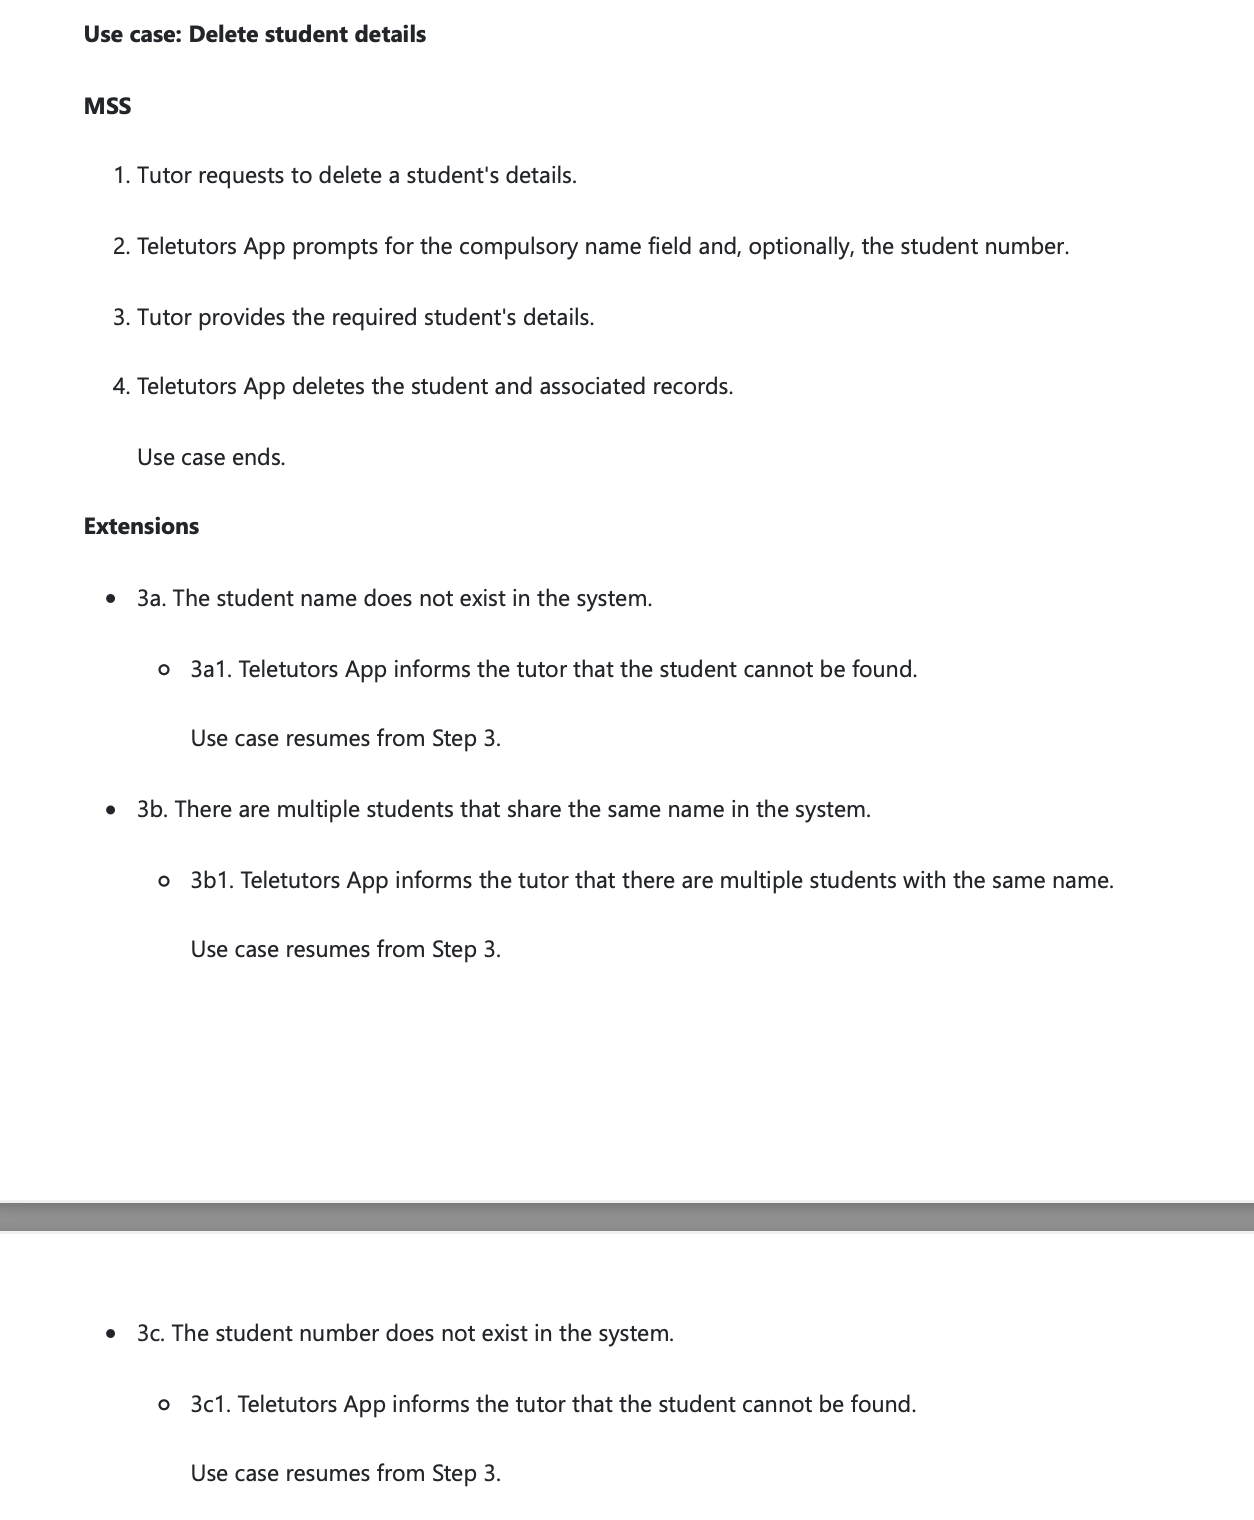 Use case: Delete student details
MSS
1. Tutor requests to delete a student's details.
2. Teletutors App prompts for the compulsory name field and, optionally, the student number.
3. Tutor provides the required student's details.
4. Teletutors App deletes the student and associated records.
Use case ends.
Extensions
• 3a. The student name does not exist in the system.
○ 3a1. Teletutors App informs the tutor that the student cannot be found.
Use case resumes from Step 3.
• 3b. There are multiple students that share the same name in the system.
○ 3b1. Teletutors App informs the tutor that there are multiple students with the same name.
Use case resumes from Step 3.
• 3c. The student number does not exist in the system.
○ 3c1. Teletutors App informs the tutor that the student cannot be found.
Use case resumes from Step 3.